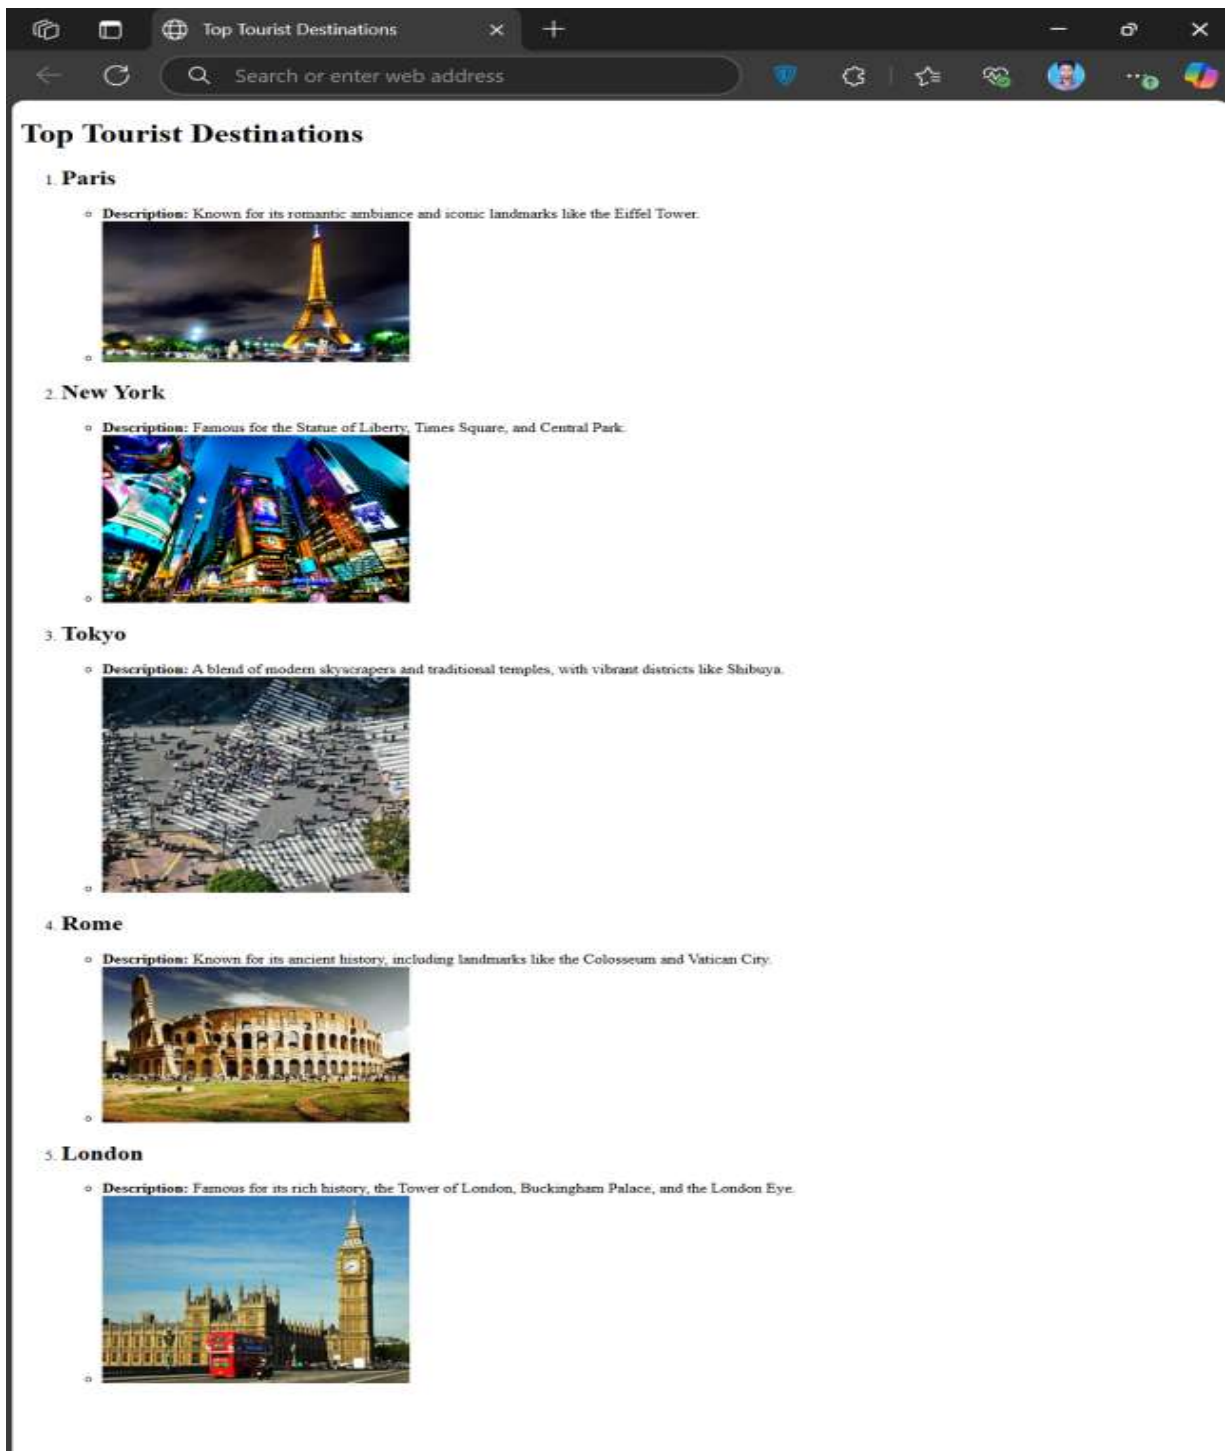 Top Tourist Destinations
Search or enter web address
Top Tourist Destinations
1. Paris
Description: Known for its romantic ambiance and iconic landmarks like the Eiffel Tower.
2. New York
Description: Famous for the Statue of Liberty, Times Square, and Central Park.
3. Tokyo
Description: A blend of modern skyscrapers and traditional temples, with vibrant districts like Shibuya.
4. Rome
Description: Known for its ancient history, including landmarks like the Colosseum and Vatican City.
5. London
Description: Famous for its rich history, the Tower of London, Buckingham Palace, and the London Eye.